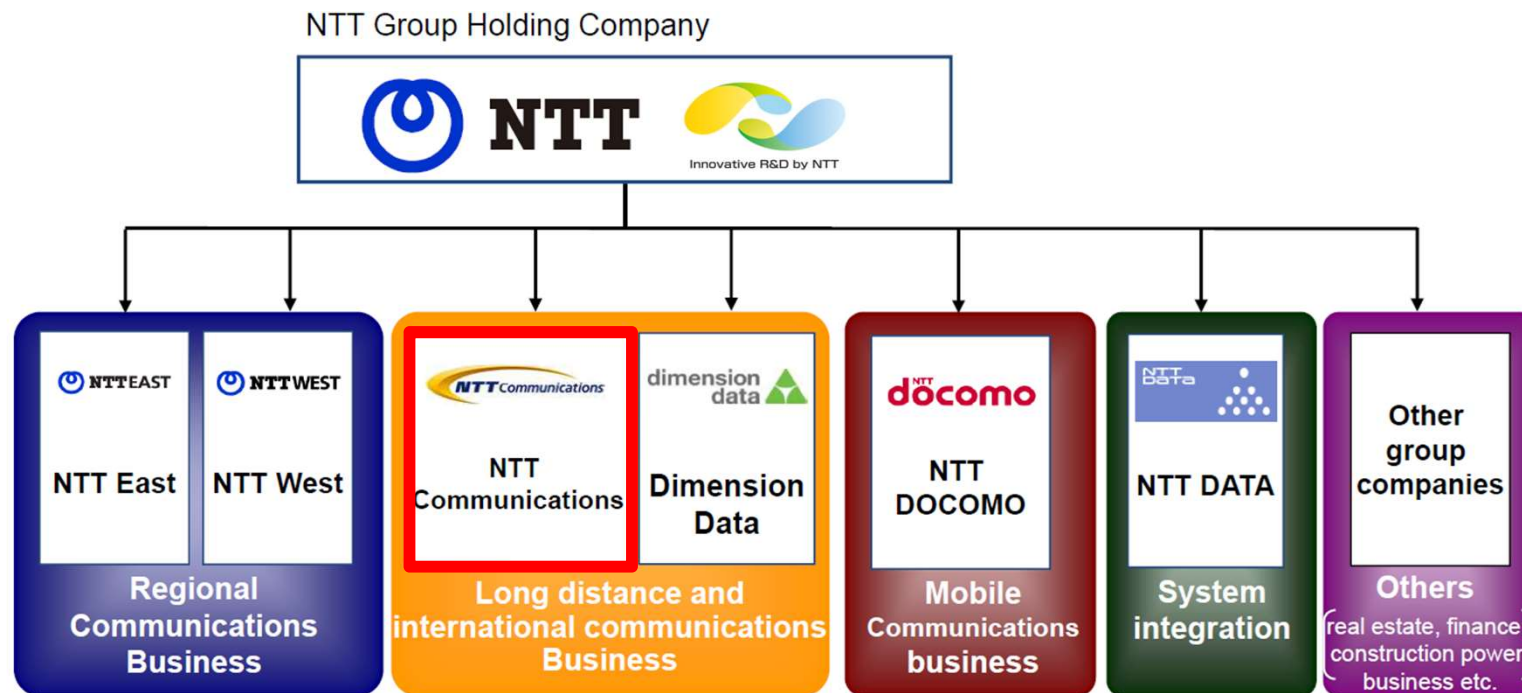 NTT Group Holding Company
NTT
Innovative R&D by NTT
NTT EAST
NTT East
NTT WEST
NTT West
Regional
Communications
Business
NTT Communications
NTT
Communications
dimension
data
Dimension
Data
Long distance and
international communications
Business
NTT
docomo
NTT
DOCOMO
Mobile
Communications
business
NTT
DATA
NTT DATA
System
integration
Other
group
companies
Others
(real estate, finance
construction power
business etc.